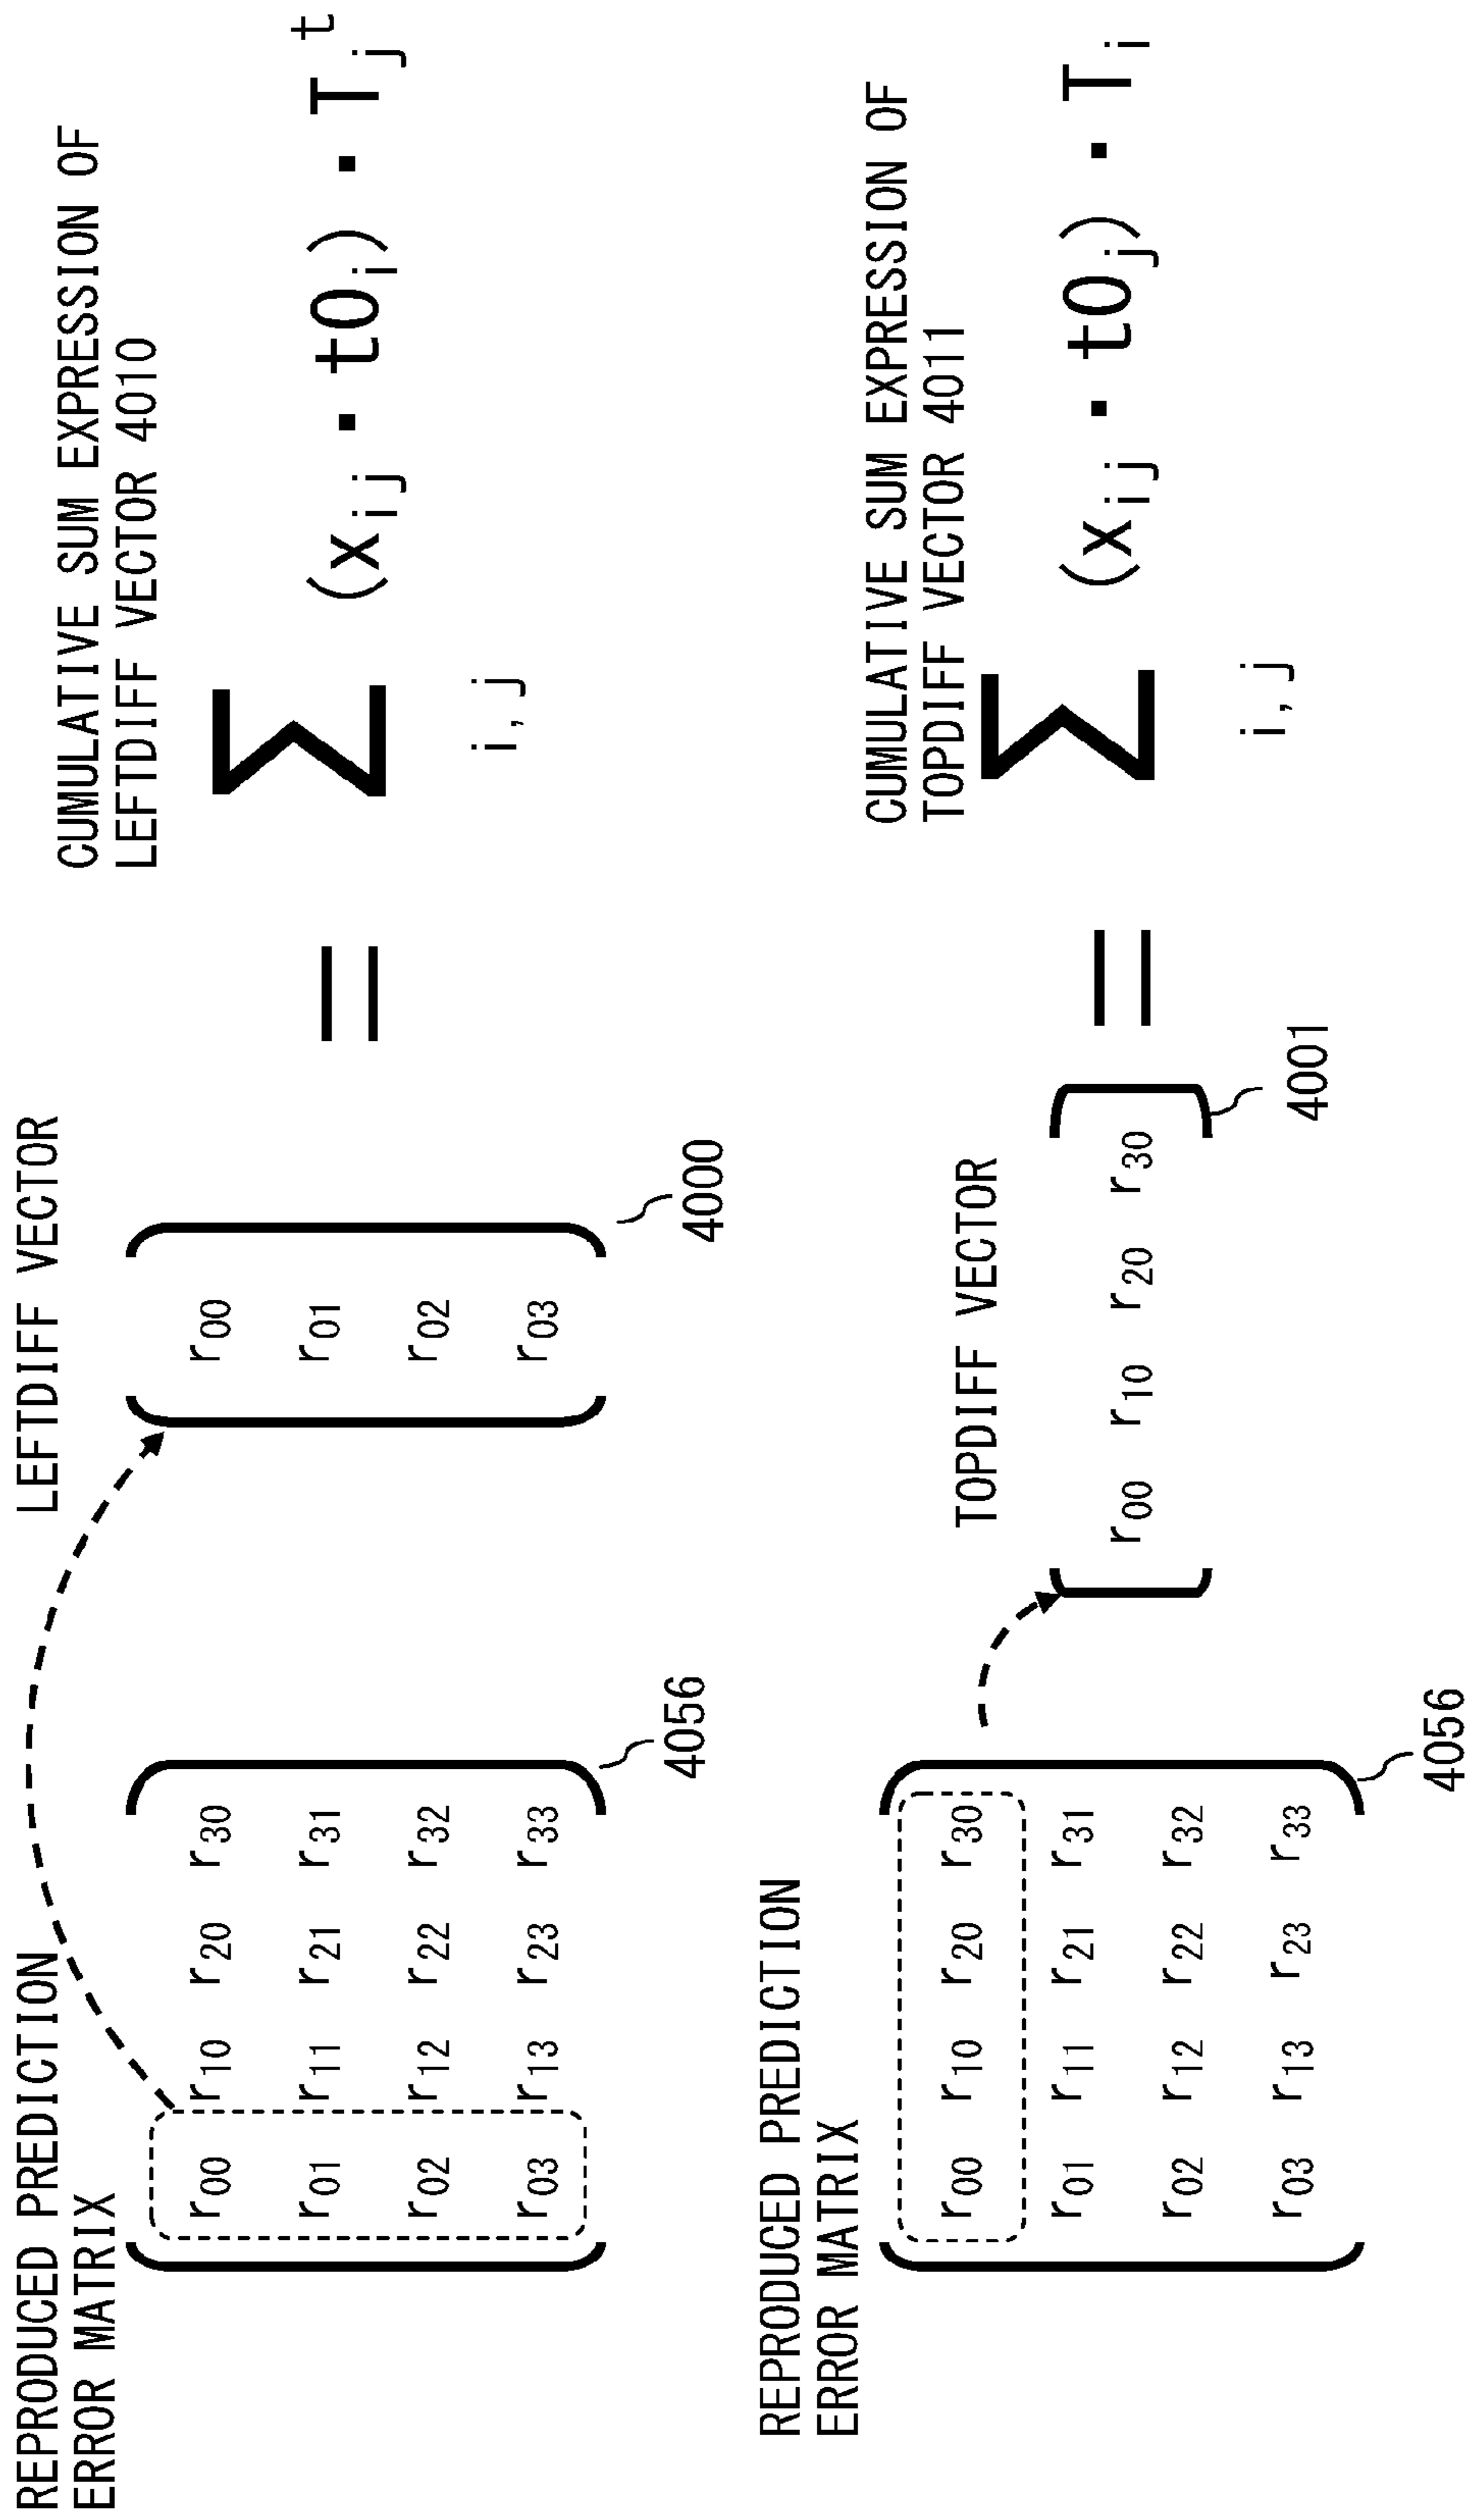 REPRODUCED PREDICTION
ERROR MATRIX
r00 r10 r20 r30
r01 r11 r21 r31
r02 r12 r22 r32
r03 r13 r23 r33
4056
LEFTDIFF VECTOR
r00
r01
r02
r03
4000
=
CUMULATIVE SUM EXPRESSION OF
LEFTDIFF VECTOR 4010
Σ (xij ▪ t0i) ▪ Tj t
i, j
REPRODUCED PREDICTION
ERROR MATRIX
r00 r10 r20 r30
r01 r11 r21 r31
r02 r12 r22 r32
r03 r13 r23 r33
4056
TOPDIFF VECTOR
r00 r10 r20 r30
4001
=
CUMULATIVE SUM EXPRESSION OF
TOPDIFF VECTOR 4011
Σ (xij ▪ t0j) ▪ Ti
i, j